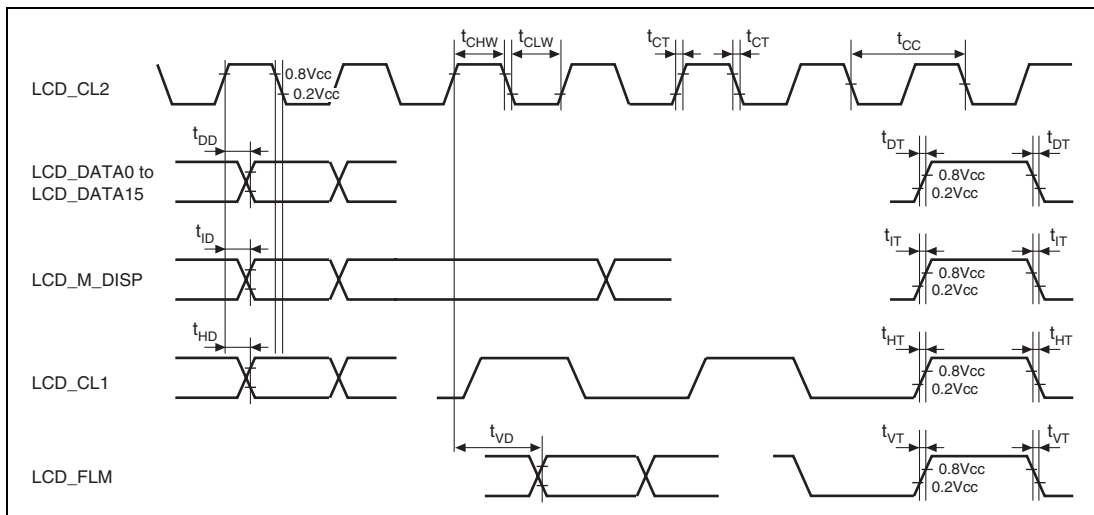 tCHW tCLW tCT tCT tCC
LCD_CL2
0.8Vcc
0.2Vcc
tDD
tDT tDT
LCD_DATA0 to
LCD_DATA15
0.8Vcc
0.2Vcc
tID
tIT tIT
LCD_M_DISP
0.8Vcc
0.2Vcc
tHD
tHT tHT
LCD_CL1
0.8Vcc
0.2Vcc
tVD
tVT tVT
LCD_FLM
0.8Vcc
0.2Vcc